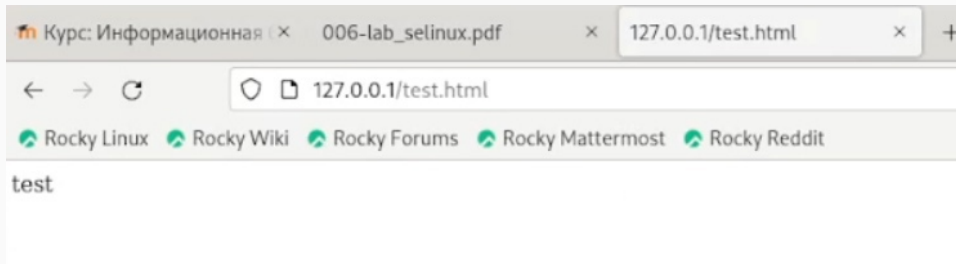 Курс: Информационная 006-lab_selinux.pdf 127.0.0.1/test.html
127.0.0.1/test.html
Rocky Linux Rocky Wiki Rocky Forums Rocky Mattermost Rocky Reddit
test